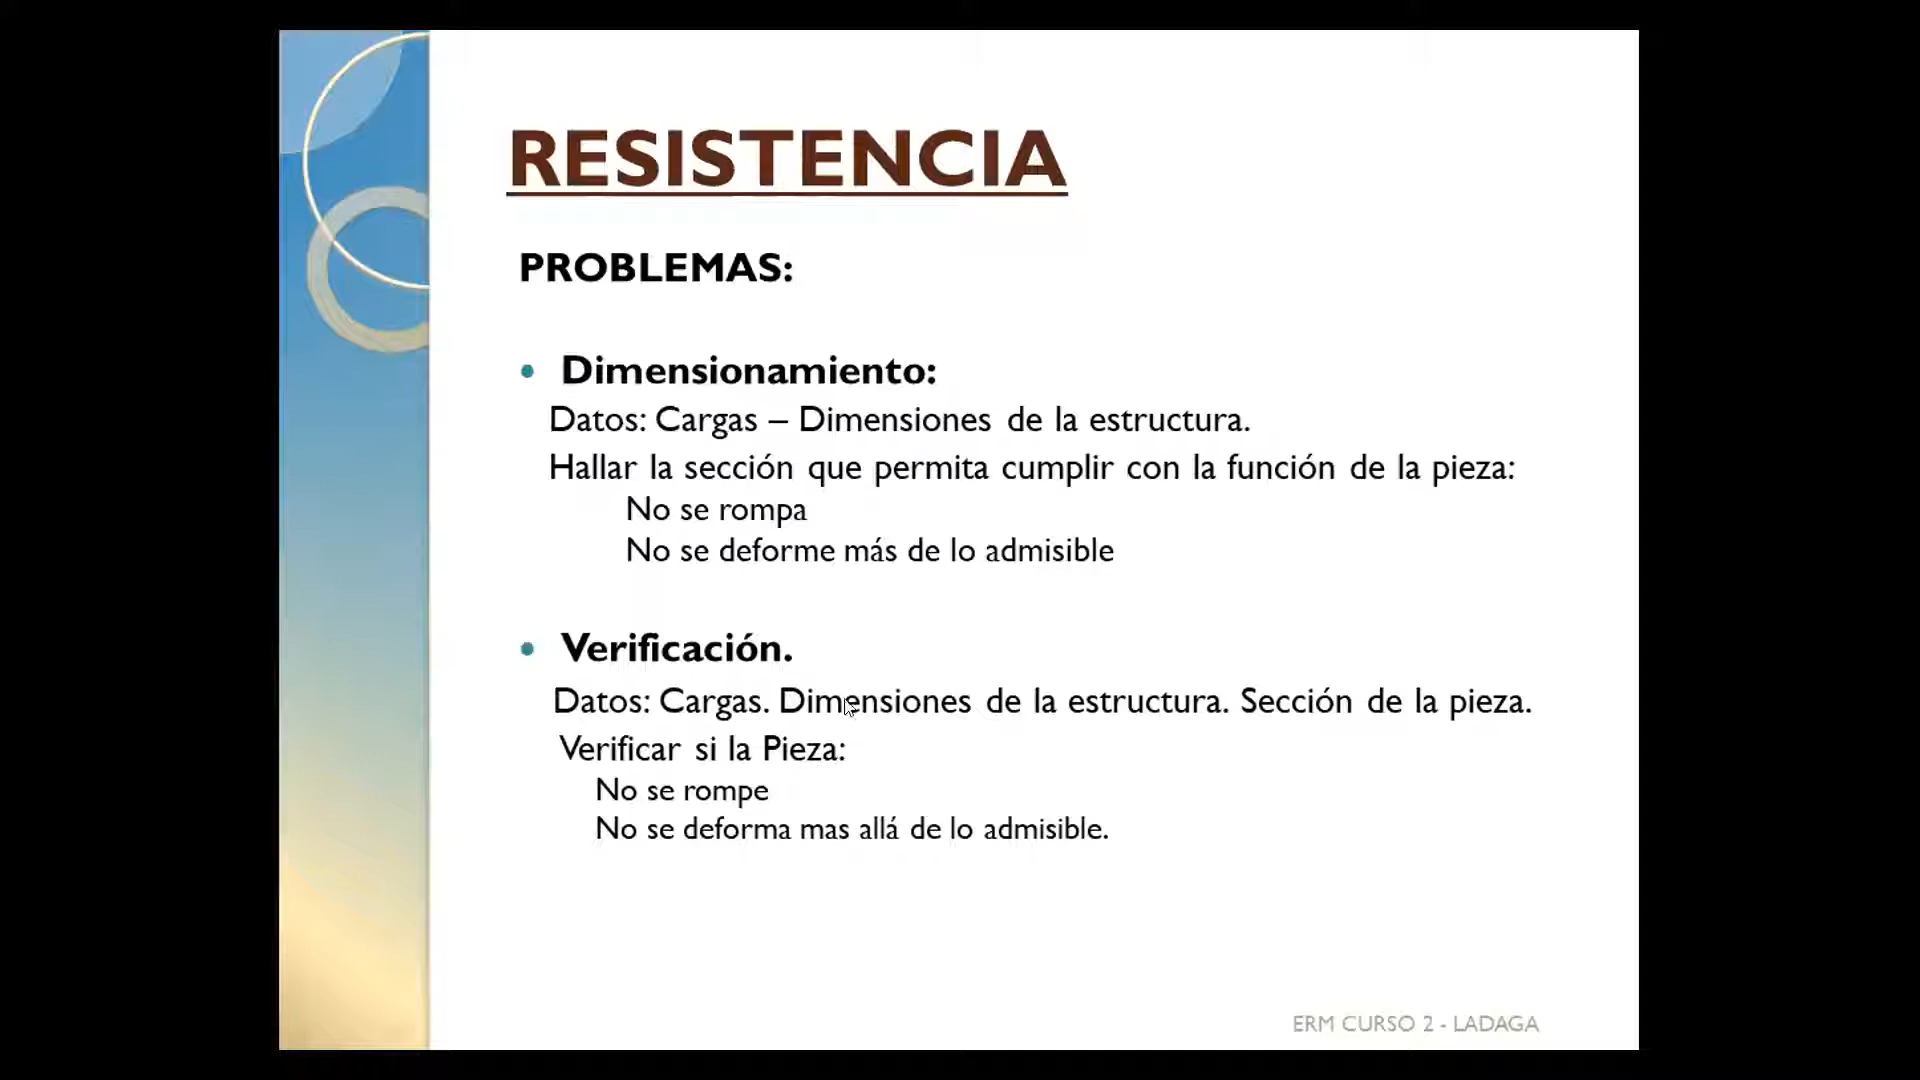 RESISTENCIA
PROBLEMAS:
• Dimensionamiento:
Datos: Cargas – Dimensiones de la estructura.
Hallar la sección que permita cumplir con la función de la pieza:
No se rompa
No se deforme más de lo admisible
• Verificación.
Datos: Cargas. Dimensiones de la estructura. Sección de la pieza.
Verificar si la Pieza:
No se rompe
No se deforma mas allá de lo admisible.
ERM CURSO 2 - LADAGA